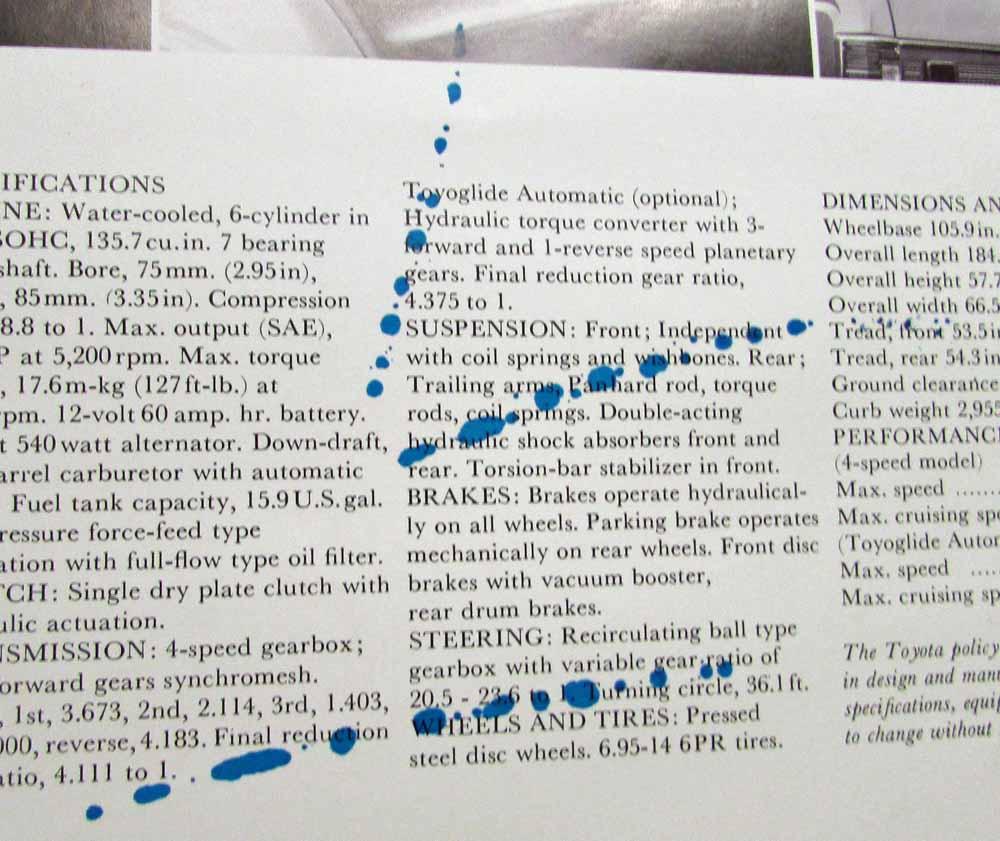 IFICATIONS
NE: Water-cooled, 6-cylinder in
SOHC, 135.7 cu.in. 7 bearing
shaft. Bore, 75mm. (2.95in),
, 85mm. (3.35in). Compression
8.8 to 1. Max. output (SAE),
P at 5,200rpm. Max. torque
, 17.6m-kg (127ft-lb.) at
rpm. 12-volt 60 amp. hr. battery.
t 540 watt alternator. Down-draft,
arrel carburetor with automatic
Fuel tank capacity, 15.9 U.S. gal.
ressure force-feed type
ation with full-flow type oil filter.
TCH: Single dry plate clutch with
ulic actuation.
NSMISSION: 4-speed gearbox;
orward gears synchromesh.
, 1st, 3.673, 2nd, 2.114, 3rd, 1.403,
000, reverse, 4.183. Final reduction
atio, 4.111 to 1.
Toyoglide Automatic (optional);
Hydraulic torque converter with 3-
forward and 1-reverse speed planetary
gears. Final reduction gear ratio,
4.375 to 1.
SUSPENSION: Front; Independent
with coil springs and wishbones. Rear;
Trailing arms, Panhard rod, torque
rods, coil springs. Double-acting
hydraulic shock absorbers front and
rear. Torsion-bar stabilizer in front.
BRAKES: Brakes operate hydraulical-
ly on all wheels. Parking brake operates
mechanically on rear wheels. Front disc
brakes with vacuum booster,
rear drum brakes.
STEERING: Recirculating ball type
gearbox with variable gear ratio of
20.5 - 23.6 to 1. Turning circle, 36.1 ft.
WHEELS AND TIRES: Pressed
steel disc wheels. 6.95-14 6PR tires.
DIMENSIONS AN
Wheelbase 105.9in.
Overall length 184.
Overall height 57.7
Overall width 66.5
Tread, front 53.5in
Tread, rear 54.3in
Ground clearance
Curb weight 2,955
PERFORMANC
(4-speed model)
Max. speed ......
Max. cruising spe
(Toyoglide Autor
Max. speed ....
Max. cruising sp
The Toyota policy
in design and manu
specifications, equip
to change without